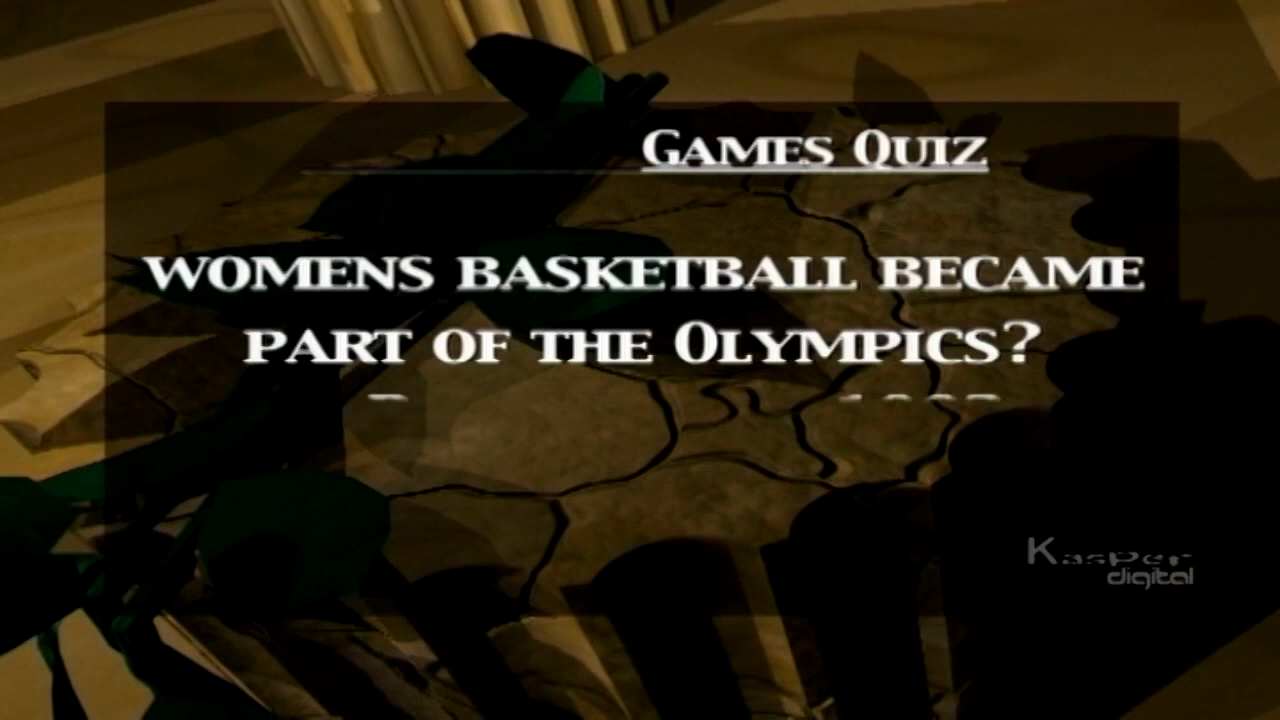 Games Quiz
womens basketball became
part of the Olympics?
Kasper
digital